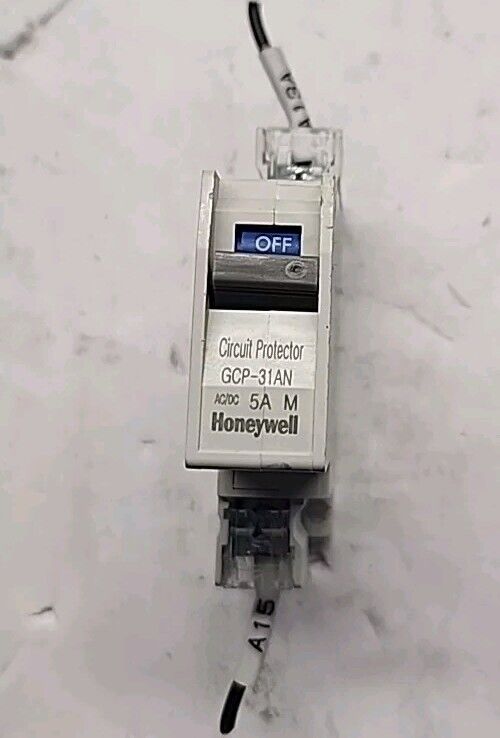 OFF
Circuit Protector
GCP-31AN
AC/DC 5A M
Honeywell
A15